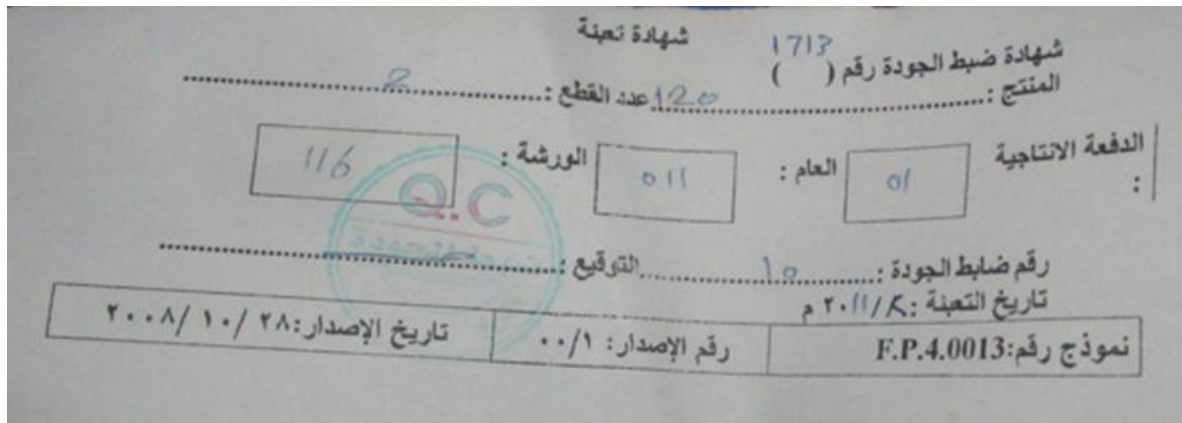 شهادة تعبئة
شهادة ضبط الجودة رقم ( 1713 )
المنتج : 120 عدد القطع : 2
الدفعة الانتاجية : 01 العام : 011 الورشة : 116
Q.C
رقم ضابط الجودة : 10 التوقيع :
تاريخ التعبئة : /٢٠11 م
نموذج رقم:F.P.4.0013 رقم الإصدار: ٠٠/١ تاريخ الإصدار:٢٨/ ١٠ /٢٠٠٨